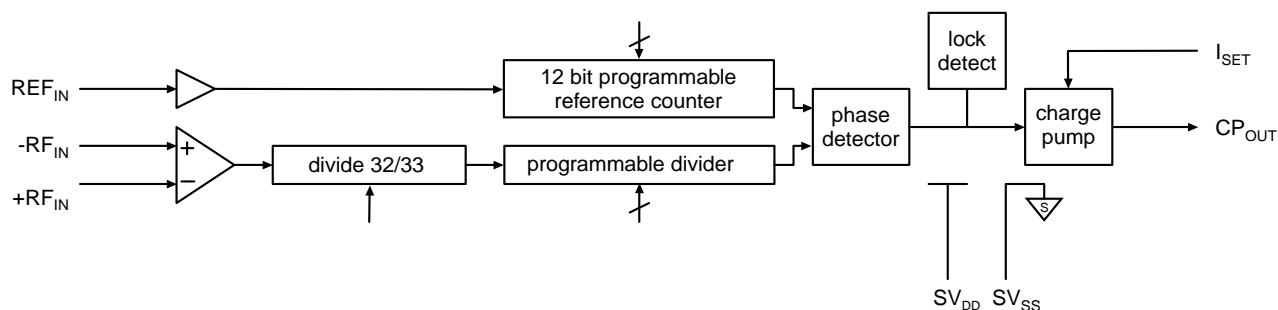 lock
detect
I_SET
REF_IN
12 bit programmable
reference counter
phase
detector
charge
pump
CP_OUT
-RF_IN
+
divide 32/33
programmable divider
−
+RF_IN
S
SV_DD
SV_SS